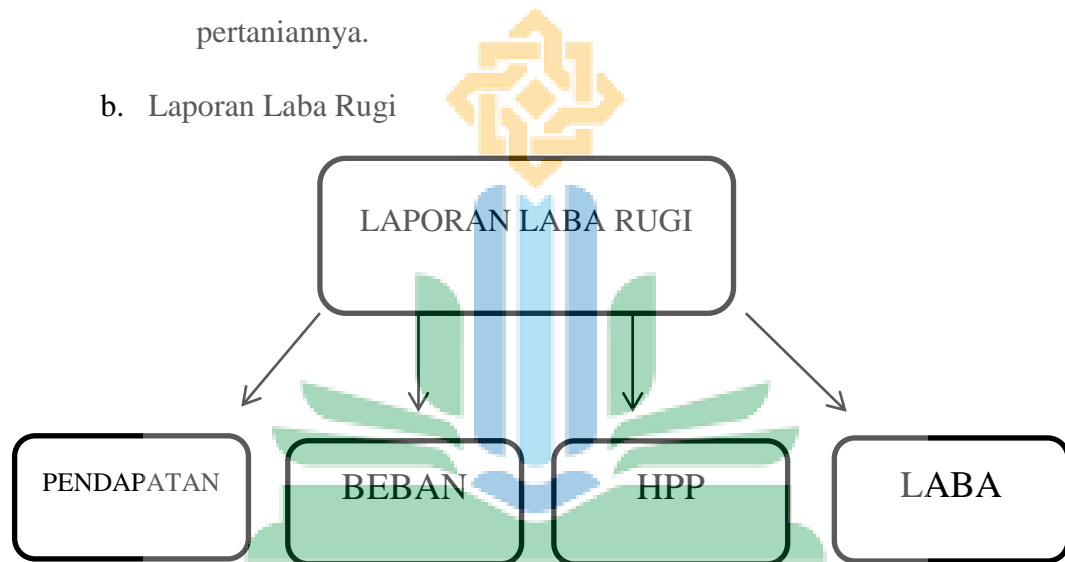 pertaniannya.
b. Laporan Laba Rugi
LAPORAN LABA RUGI
PENDAPATAN
BEBAN
HPP
LABA